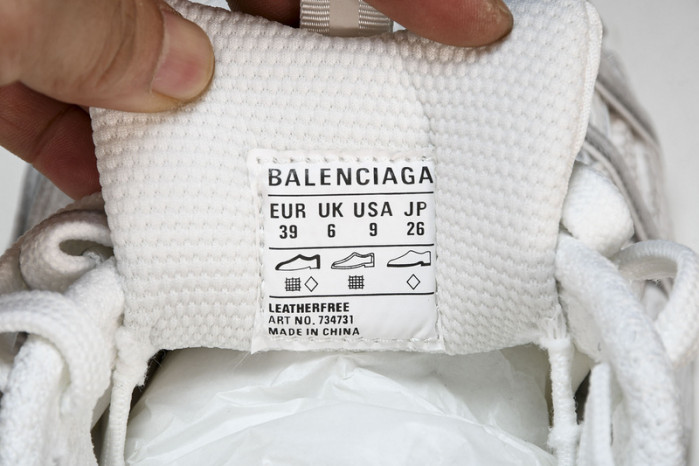 BALENCIAGA
EUR UK USA JP
39 6 9 26
LEATHERFREE
ART NO. 734731
MADE IN CHINA